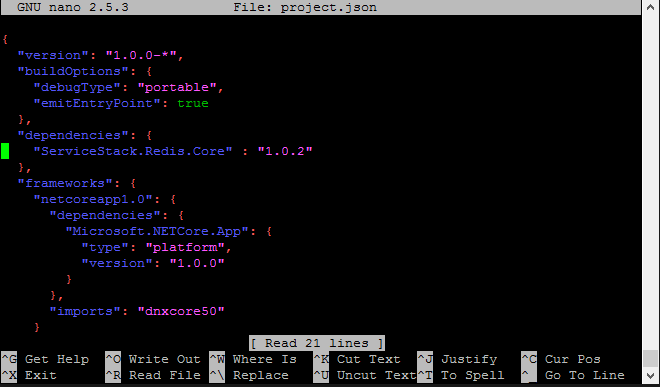 GNU nano 2.5.3 File: project.json
{
"version": "1.0.0-*",
"buildOptions": {
"debugType": "portable",
"emitEntryPoint": true
},
"dependencies": {
"ServiceStack.Redis.Core" : "1.0.2"
},
"frameworks": {
"netcoreapp1.0": {
"dependencies": {
"Microsoft.NETCore.App": {
"type": "platform",
"version": "1.0.0"
}
},
"imports": "dnxcore50"
}
[ Read 21 lines ]
^G Get Help ^O Write Out ^W Where Is ^K Cut Text ^J Justify ^C Cur Pos
^X Exit ^R Read File ^\ Replace ^U Uncut Text ^T To Spell ^_ Go To Line